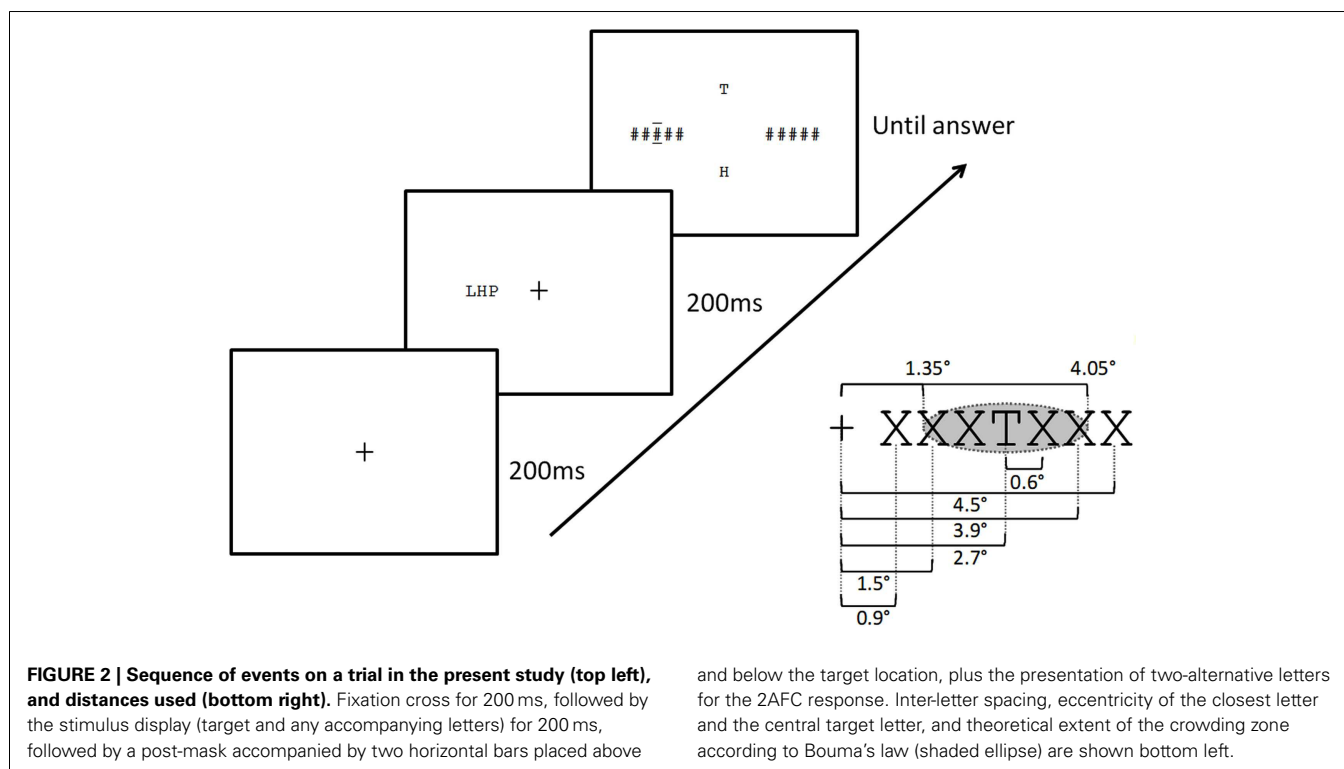 T
##### #####
Until answer
H
LHP +
200ms
+
200ms
1.35° 4.05°
+ XXXTXXX
0.6°
4.5°
3.9°
2.7°
1.5°
0.9°
FIGURE 2 | Sequence of events on a trial in the present study (top left),
and distances used (bottom right). Fixation cross for 200 ms, followed by
the stimulus display (target and any accompanying letters) for 200 ms,
followed by a post-mask accompanied by two horizontal bars placed above
and below the target location, plus the presentation of two-alternative letters
for the 2AFC response. Inter-letter spacing, eccentricity of the closest letter
and the central target letter, and theoretical extent of the crowding zone
according to Bouma's law (shaded ellipse) are shown bottom left.